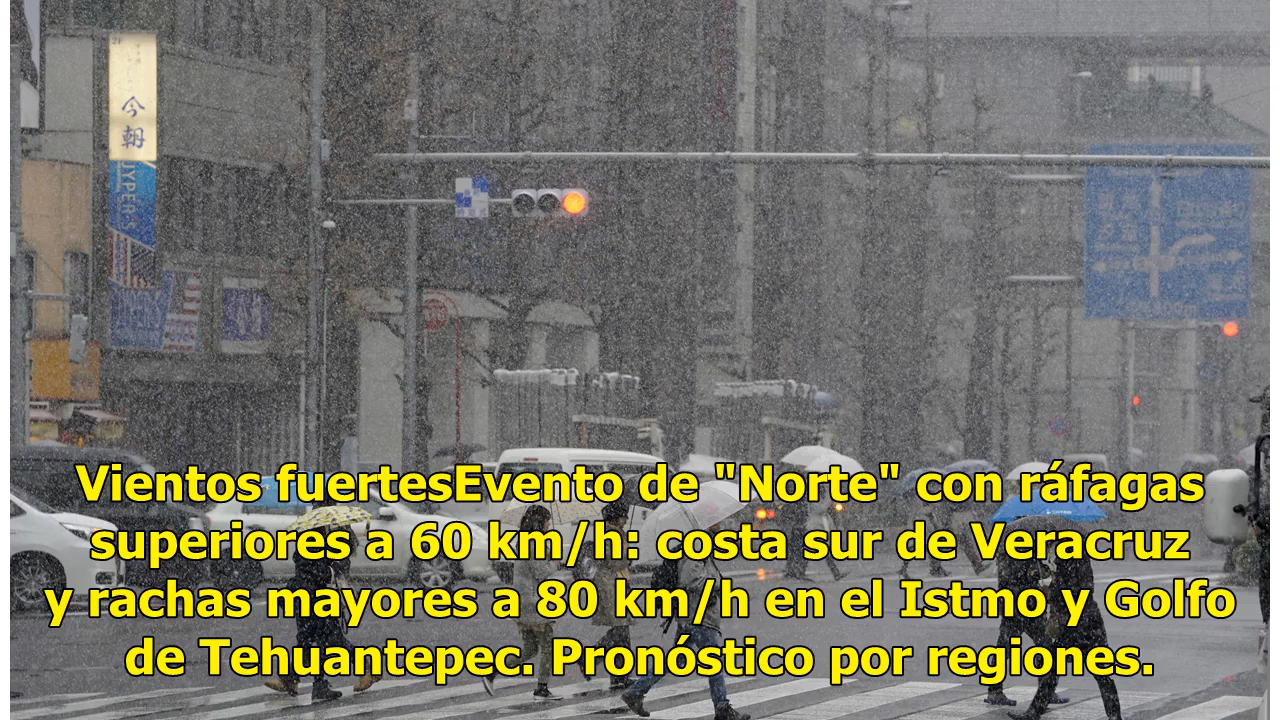 今朝
HYPER'S
Vientos fuertesEvento de "Norte" con ráfagas
superiores a 60 km/h: costa sur de Veracruz
y rachas mayores a 80 km/h en el Istmo y Golfo
de Tehuantepec. Pronóstico por regiones.